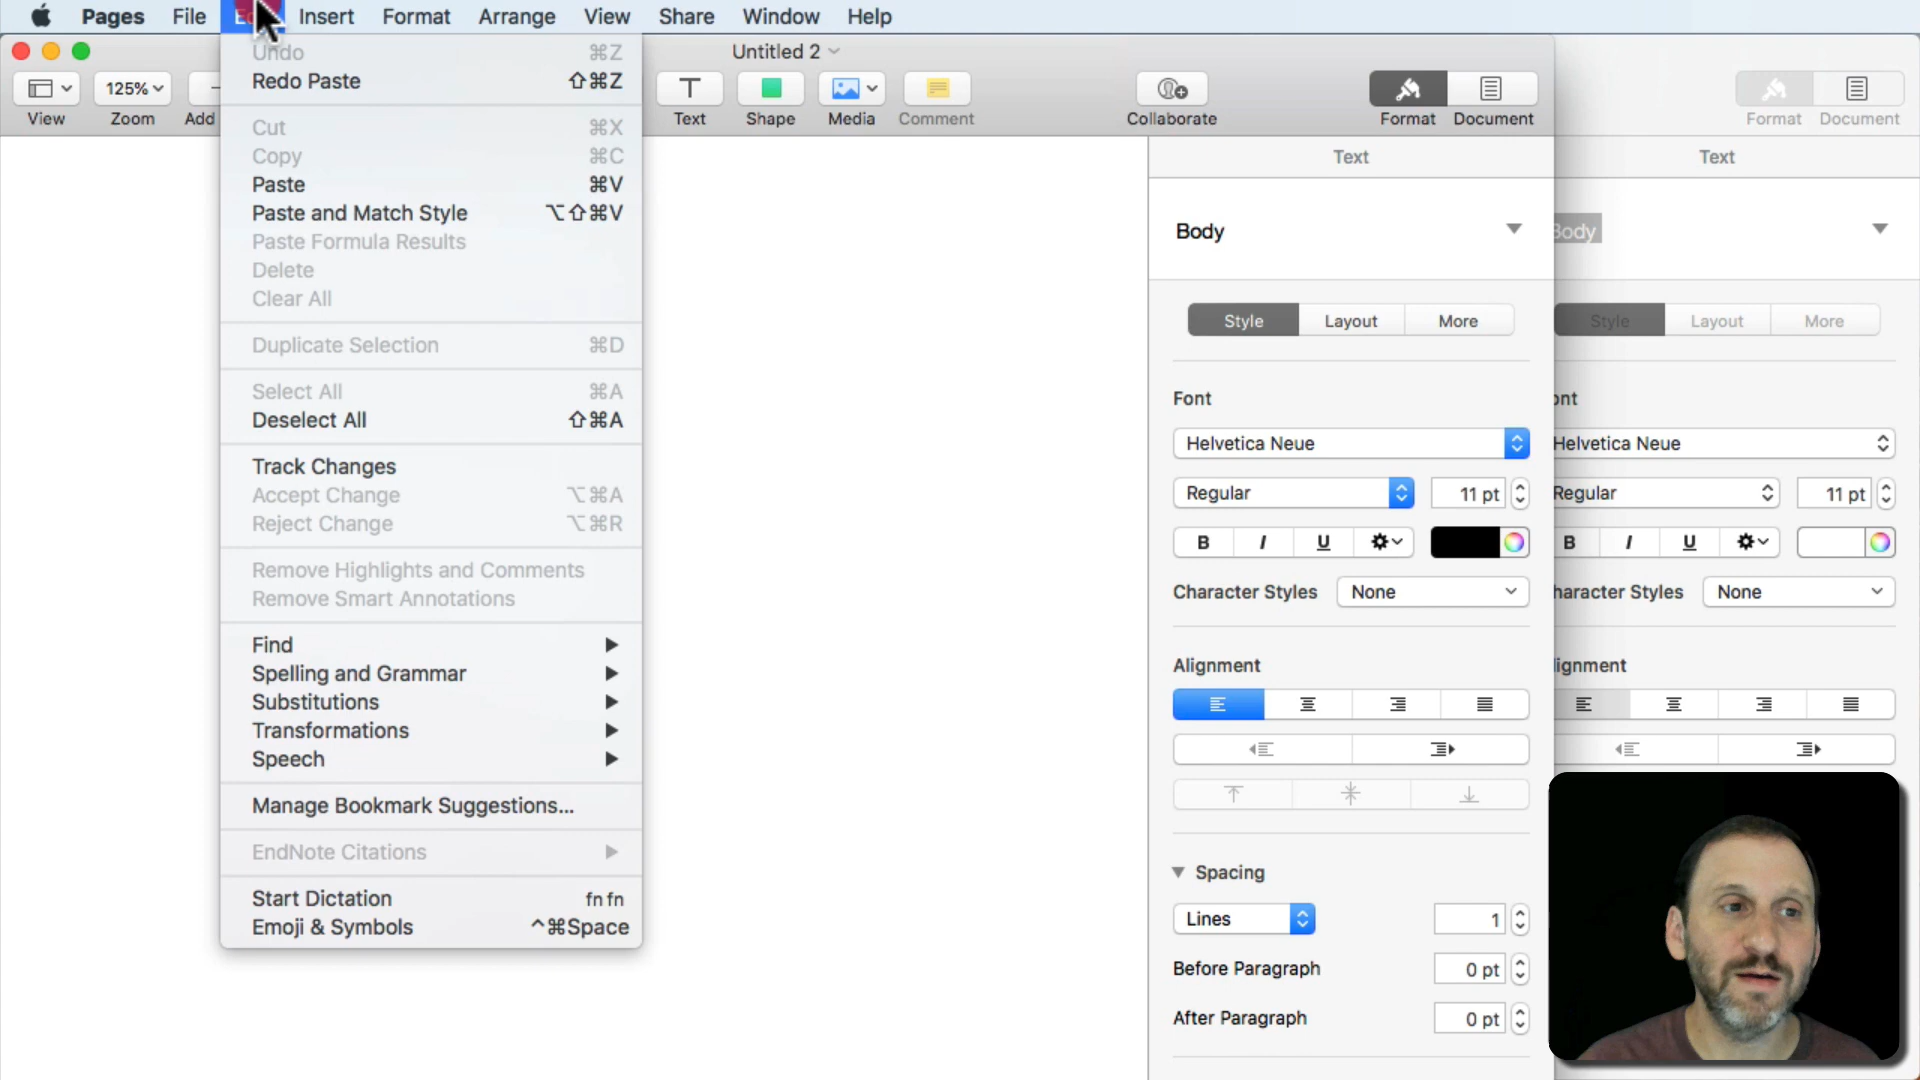 Pages File Insert Format Arrange View Share Window Help
Untitled 2
View 125% Zoom Add
Text Shape Media Comment
Collaborate
Format Document
Format Document
Undo ⌘Z
Redo Paste ⇧⌘Z
Cut ⌘X
Copy ⌘C
Paste ⌘V
Paste and Match Style ⌥⇧⌘V
Paste Formula Results
Delete
Clear All
Duplicate Selection ⌘D
Select All ⌘A
Deselect All ⇧⌘A
Track Changes
Accept Change ⌥⌘A
Reject Change ⌥⌘R
Remove Highlights and Comments
Remove Smart Annotations
Find
Spelling and Grammar
Substitutions
Transformations
Speech
Manage Bookmark Suggestions...
EndNote Citations
Start Dictation fn fn
Emoji & Symbols ^⌘Space
Text
Body
Style Layout More
Font
Helvetica Neue
Regular 11 pt
B I U
Character Styles None
Alignment
Spacing
Lines 1
Before Paragraph 0 pt
After Paragraph 0 pt
Text
Body
Style Layout More
ont
Helvetica Neue
Regular 11 pt
B I U
haracter Styles None
lignment